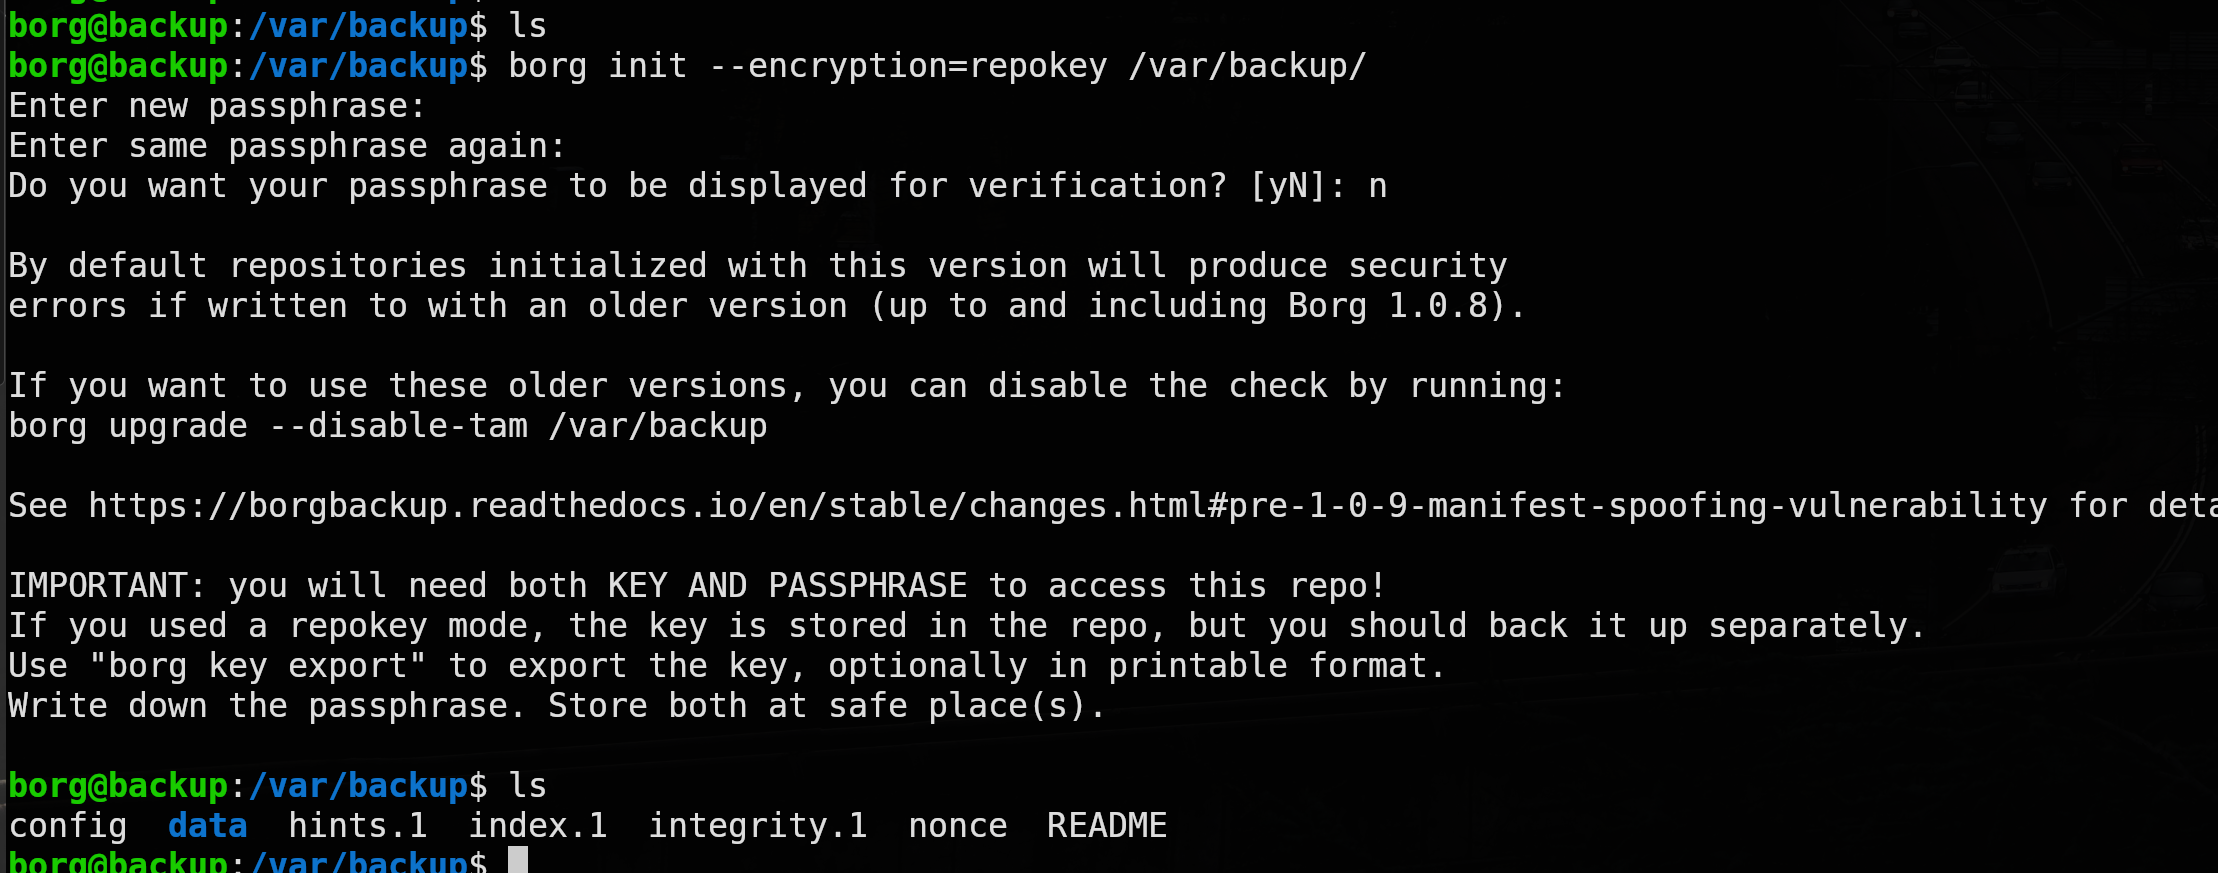 borg@backup:/var/backup$ ls
borg@backup:/var/backup$ borg init --encryption=repokey /var/backup/
Enter new passphrase:
Enter same passphrase again:
Do you want your passphrase to be displayed for verification? [yN]: n
By default repositories initialized with this version will produce security
errors if written to with an older version (up to and including Borg 1.0.8).
If you want to use these older versions, you can disable the check by running:
borg upgrade --disable-tam /var/backup
See https://borgbackup.readthedocs.io/en/stable/changes.html#pre-1-0-9-manifest-spoofing-vulnerability for deta
IMPORTANT: you will need both KEY AND PASSPHRASE to access this repo!
If you used a repokey mode, the key is stored in the repo, but you should back it up separately.
Use "borg key export" to export the key, optionally in printable format.
Write down the passphrase. Store both at safe place(s).
borg@backup:/var/backup$ ls
config  data  hints.1  index.1  integrity.1  nonce  README
borg@backup:/var/backup$